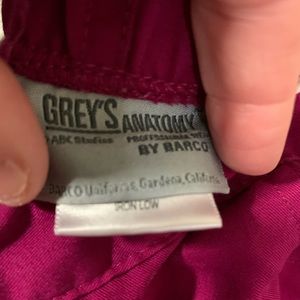 GREY'S ANATOMY
ABC Studios PROFESSIONAL WEAR
BY BARCO
BARCO Uniforms, Gardena, California
IRON LOW